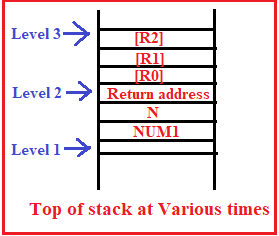 Level 3
[R2]
[R1]
[R0]
Level 2
Return address
N
NUM1
Level 1
Top of stack at Various times